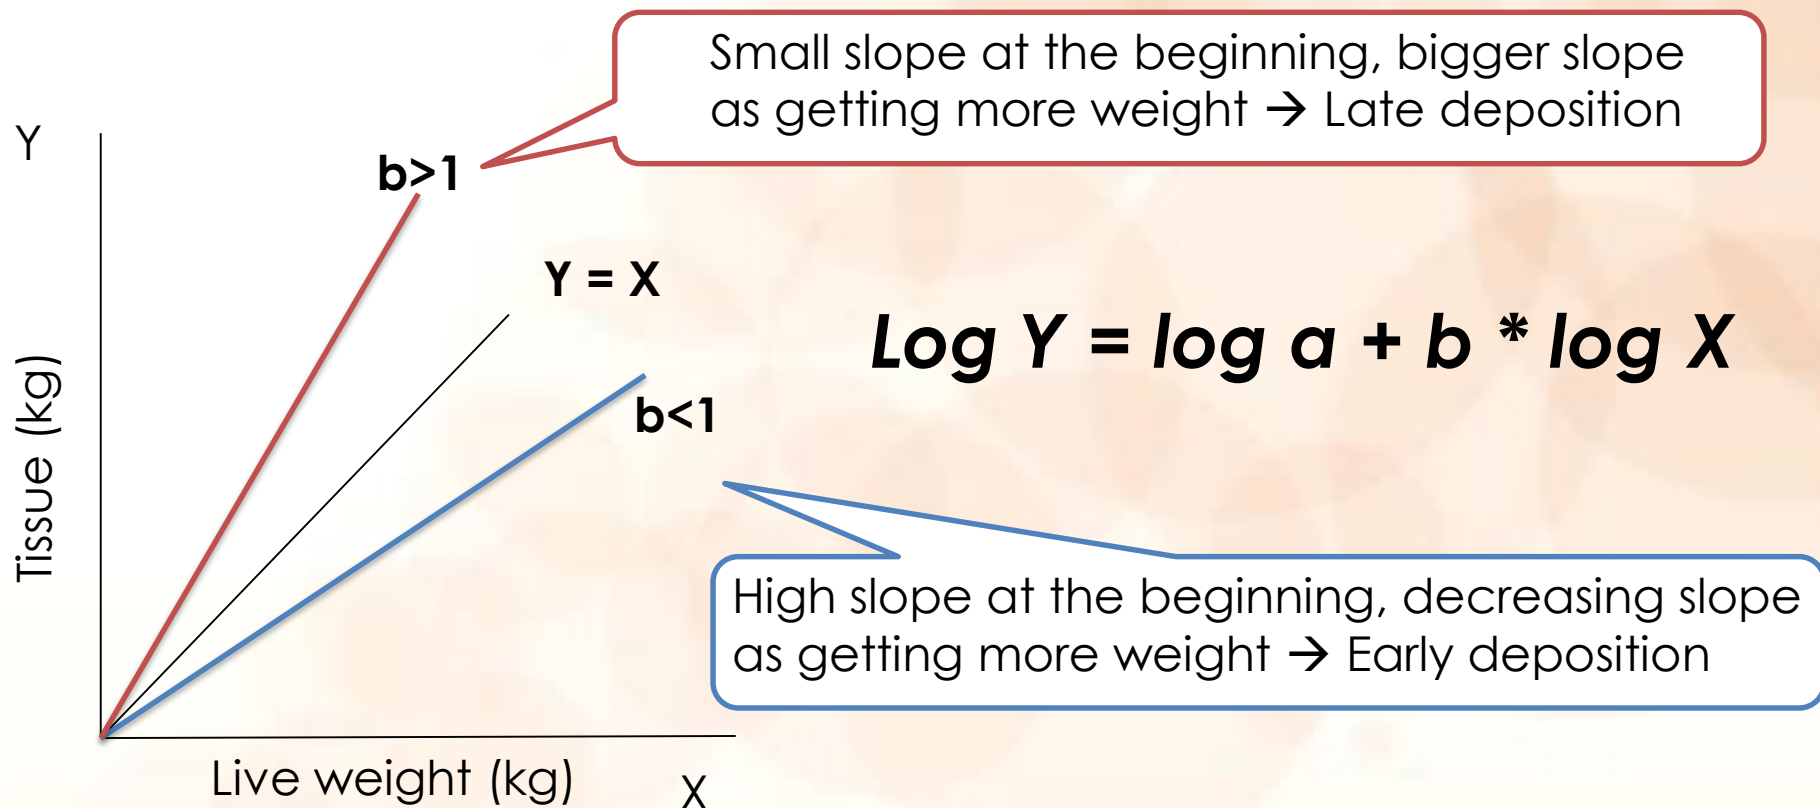 Small slope at the beginning, bigger slope
as getting more weight → Late deposition
Y
b>1
Y = X
Log Y = log a + b * log X
b<1
Tissue (kg)
High slope at the beginning, decreasing slope
as getting more weight → Early deposition
Live weight (kg)
X